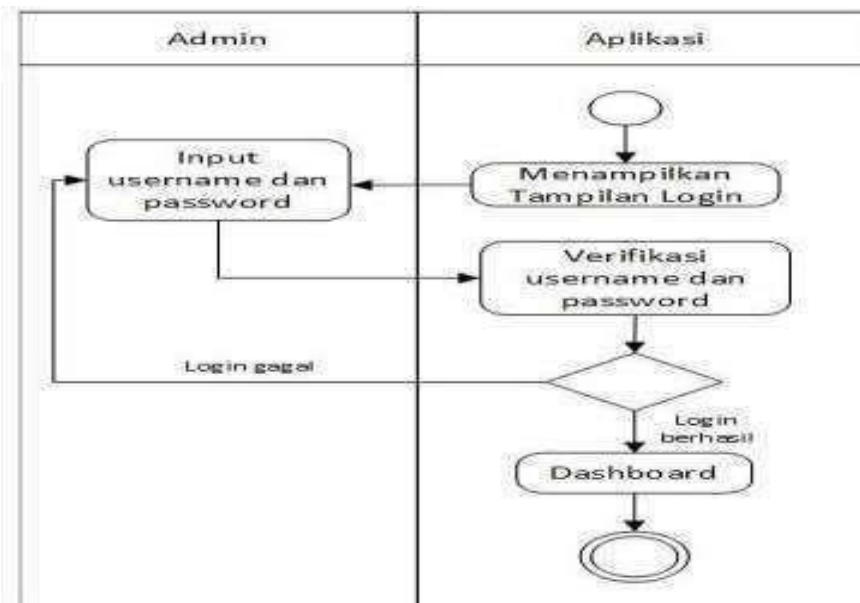 Admin
Aplikasi
Input
username dan
password
Menampilkan
Tampilan Login
Verifikasi
username dan
password
Login gagal
Login
berhasil
Dashboard